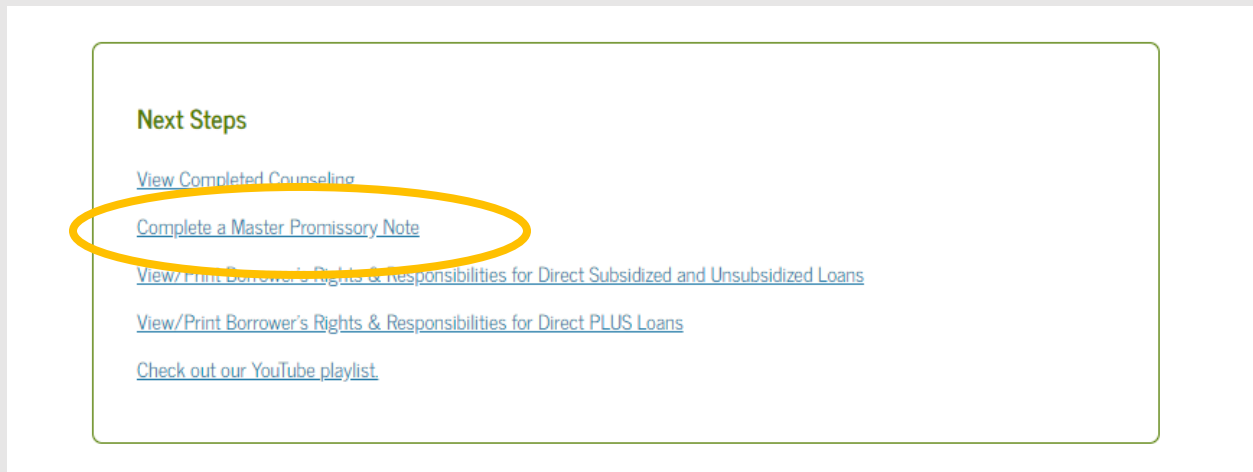 Next Steps
View Completed Counseling
Complete a Master Promissory Note
View/Print Borrower's Rights & Responsibilities for Direct Subsidized and Unsubsidized Loans
View/Print Borrower's Rights & Responsibilities for Direct PLUS Loans
Check out our YouTube playlist.